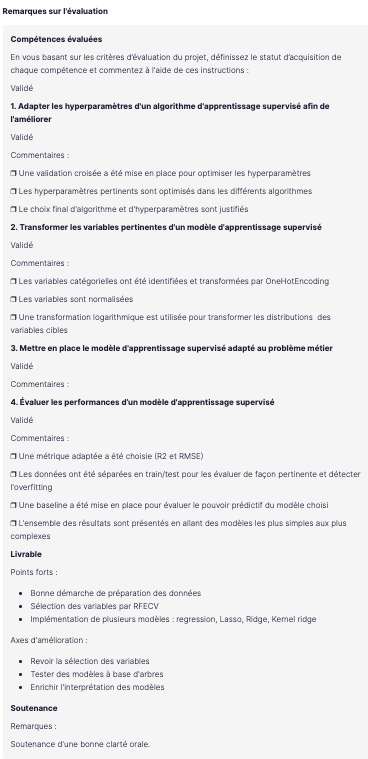 Remarques sur l'évaluation
Compétences évaluées
En vous basant sur les critères d'évaluation du projet, définissez le statut d'acquisition de
chaque compétence et commentez à l'aide de ces instructions :
Validé
1. Adapter les hyperparamètres d'un algorithme d'apprentissage supervisé afin de
l'améliorer
Validé
Commentaires :
❒ Une validation croisée a été mise en place pour optimiser les hyperparamètres
❒ Les hyperparamètres pertinents sont optimisés dans les différents algorithmes
❒ Le choix final d'algorithme et d'hyperparamètres sont justifiés
2. Transformer les variables pertinentes d'un modèle d'apprentissage supervisé
Validé
Commentaires :
❒ Les variables catégorielles ont été identifiées et transformées par OneHotEncoding
❒ Les variables sont normalisées
❒ Une transformation logarithmique est utilisée pour transformer les distributions des
variables cibles
3. Mettre en place le modèle d'apprentissage supervisé adapté au problème métier
Validé
Commentaires :
4. Évaluer les performances d'un modèle d'apprentissage supervisé
Validé
Commentaires :
❒ Une métrique adaptée a été choisie (R2 et RMSE)
❒ Les données ont été séparées en train/test pour les évaluer de façon pertinente et détecter
l'overfitting
❒ Une baseline a été mise en place pour évaluer le pouvoir prédictif du modèle choisi
❒ L'ensemble des résultats sont présentés en allant des modèles les plus simples aux plus
complexes
Livrable
Points forts :
• Bonne démarche de préparation des données
• Sélection des variables par RFECV
• Implémentation de plusieurs modèles : regression, Lasso, Ridge, Kernel ridge
Axes d'amélioration :
• Revoir la sélection des variables
• Tester des modèles à base d'arbres
• Enrichir l'interprétation des modèles
Soutenance
Remarques :
Soutenance d'une bonne clarté orale.